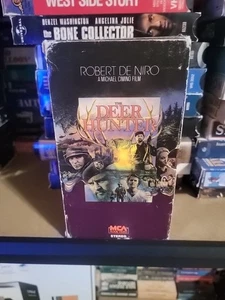 WEST SIDE STORY
DENZEL WASHINGTON ANGELINA JOLIE
THE BONE COLLECTOR
ROBERT DE NIRO
A MICHAEL CIMINO FILM
THE
DEER
HUNTER
MCA
STEREO